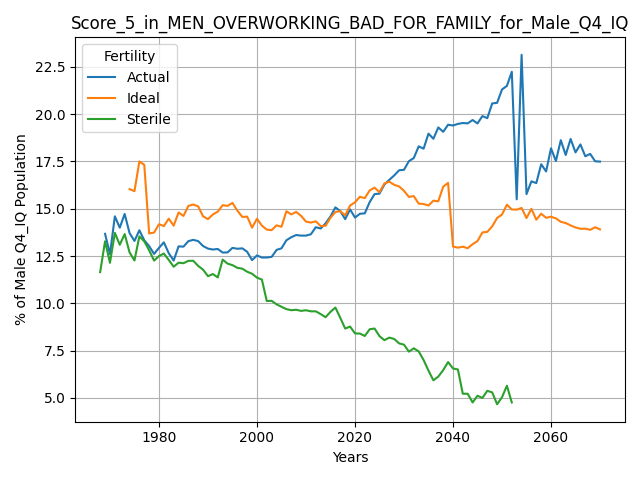 Score_5_in_MEN_OVERWORKING_BAD_FOR_FAMILY_for_Male_Q4_IQ
Fertility
Actual
Ideal
Sterile
22.5
20.0
17.5
15.0
12.5
10.0
7.5
5.0
% of Male Q4_IQ Population
1980
2000
2020
2040
2060
Years